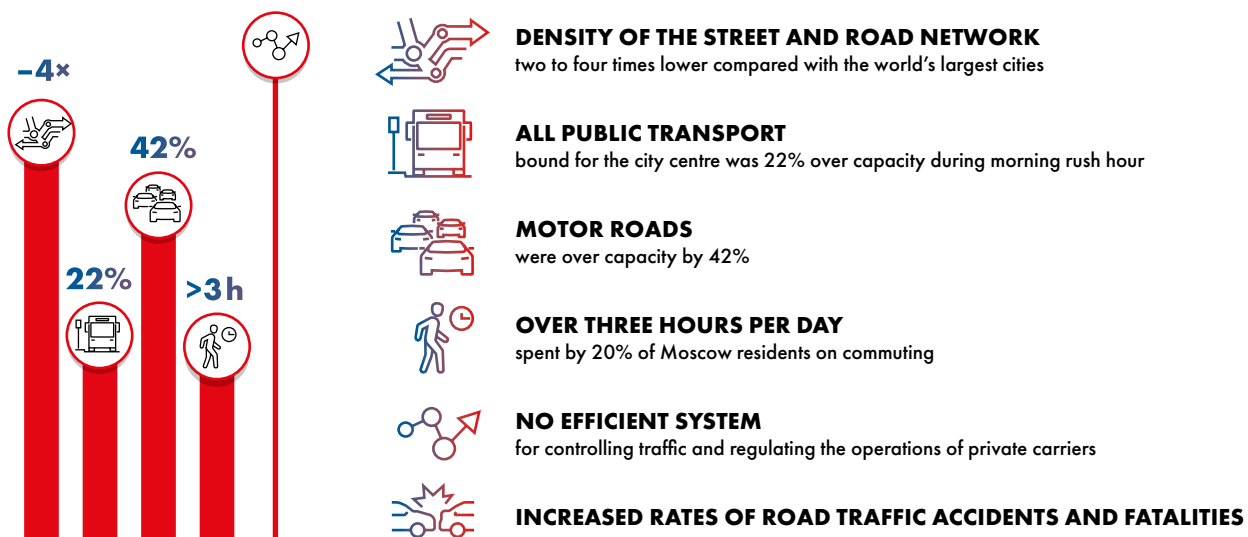 –4×
42%
22%
>3 h
DENSITY OF THE STREET AND ROAD NETWORK
two to four times lower compared with the world’s largest cities
ALL PUBLIC TRANSPORT
bound for the city centre was 22% over capacity during morning rush hour
MOTOR ROADS
were over capacity by 42%
OVER THREE HOURS PER DAY
spent by 20% of Moscow residents on commuting
NO EFFICIENT SYSTEM
for controlling traffic and regulating the operations of private carriers
INCREASED RATES OF ROAD TRAFFIC ACCIDENTS AND FATALITIES